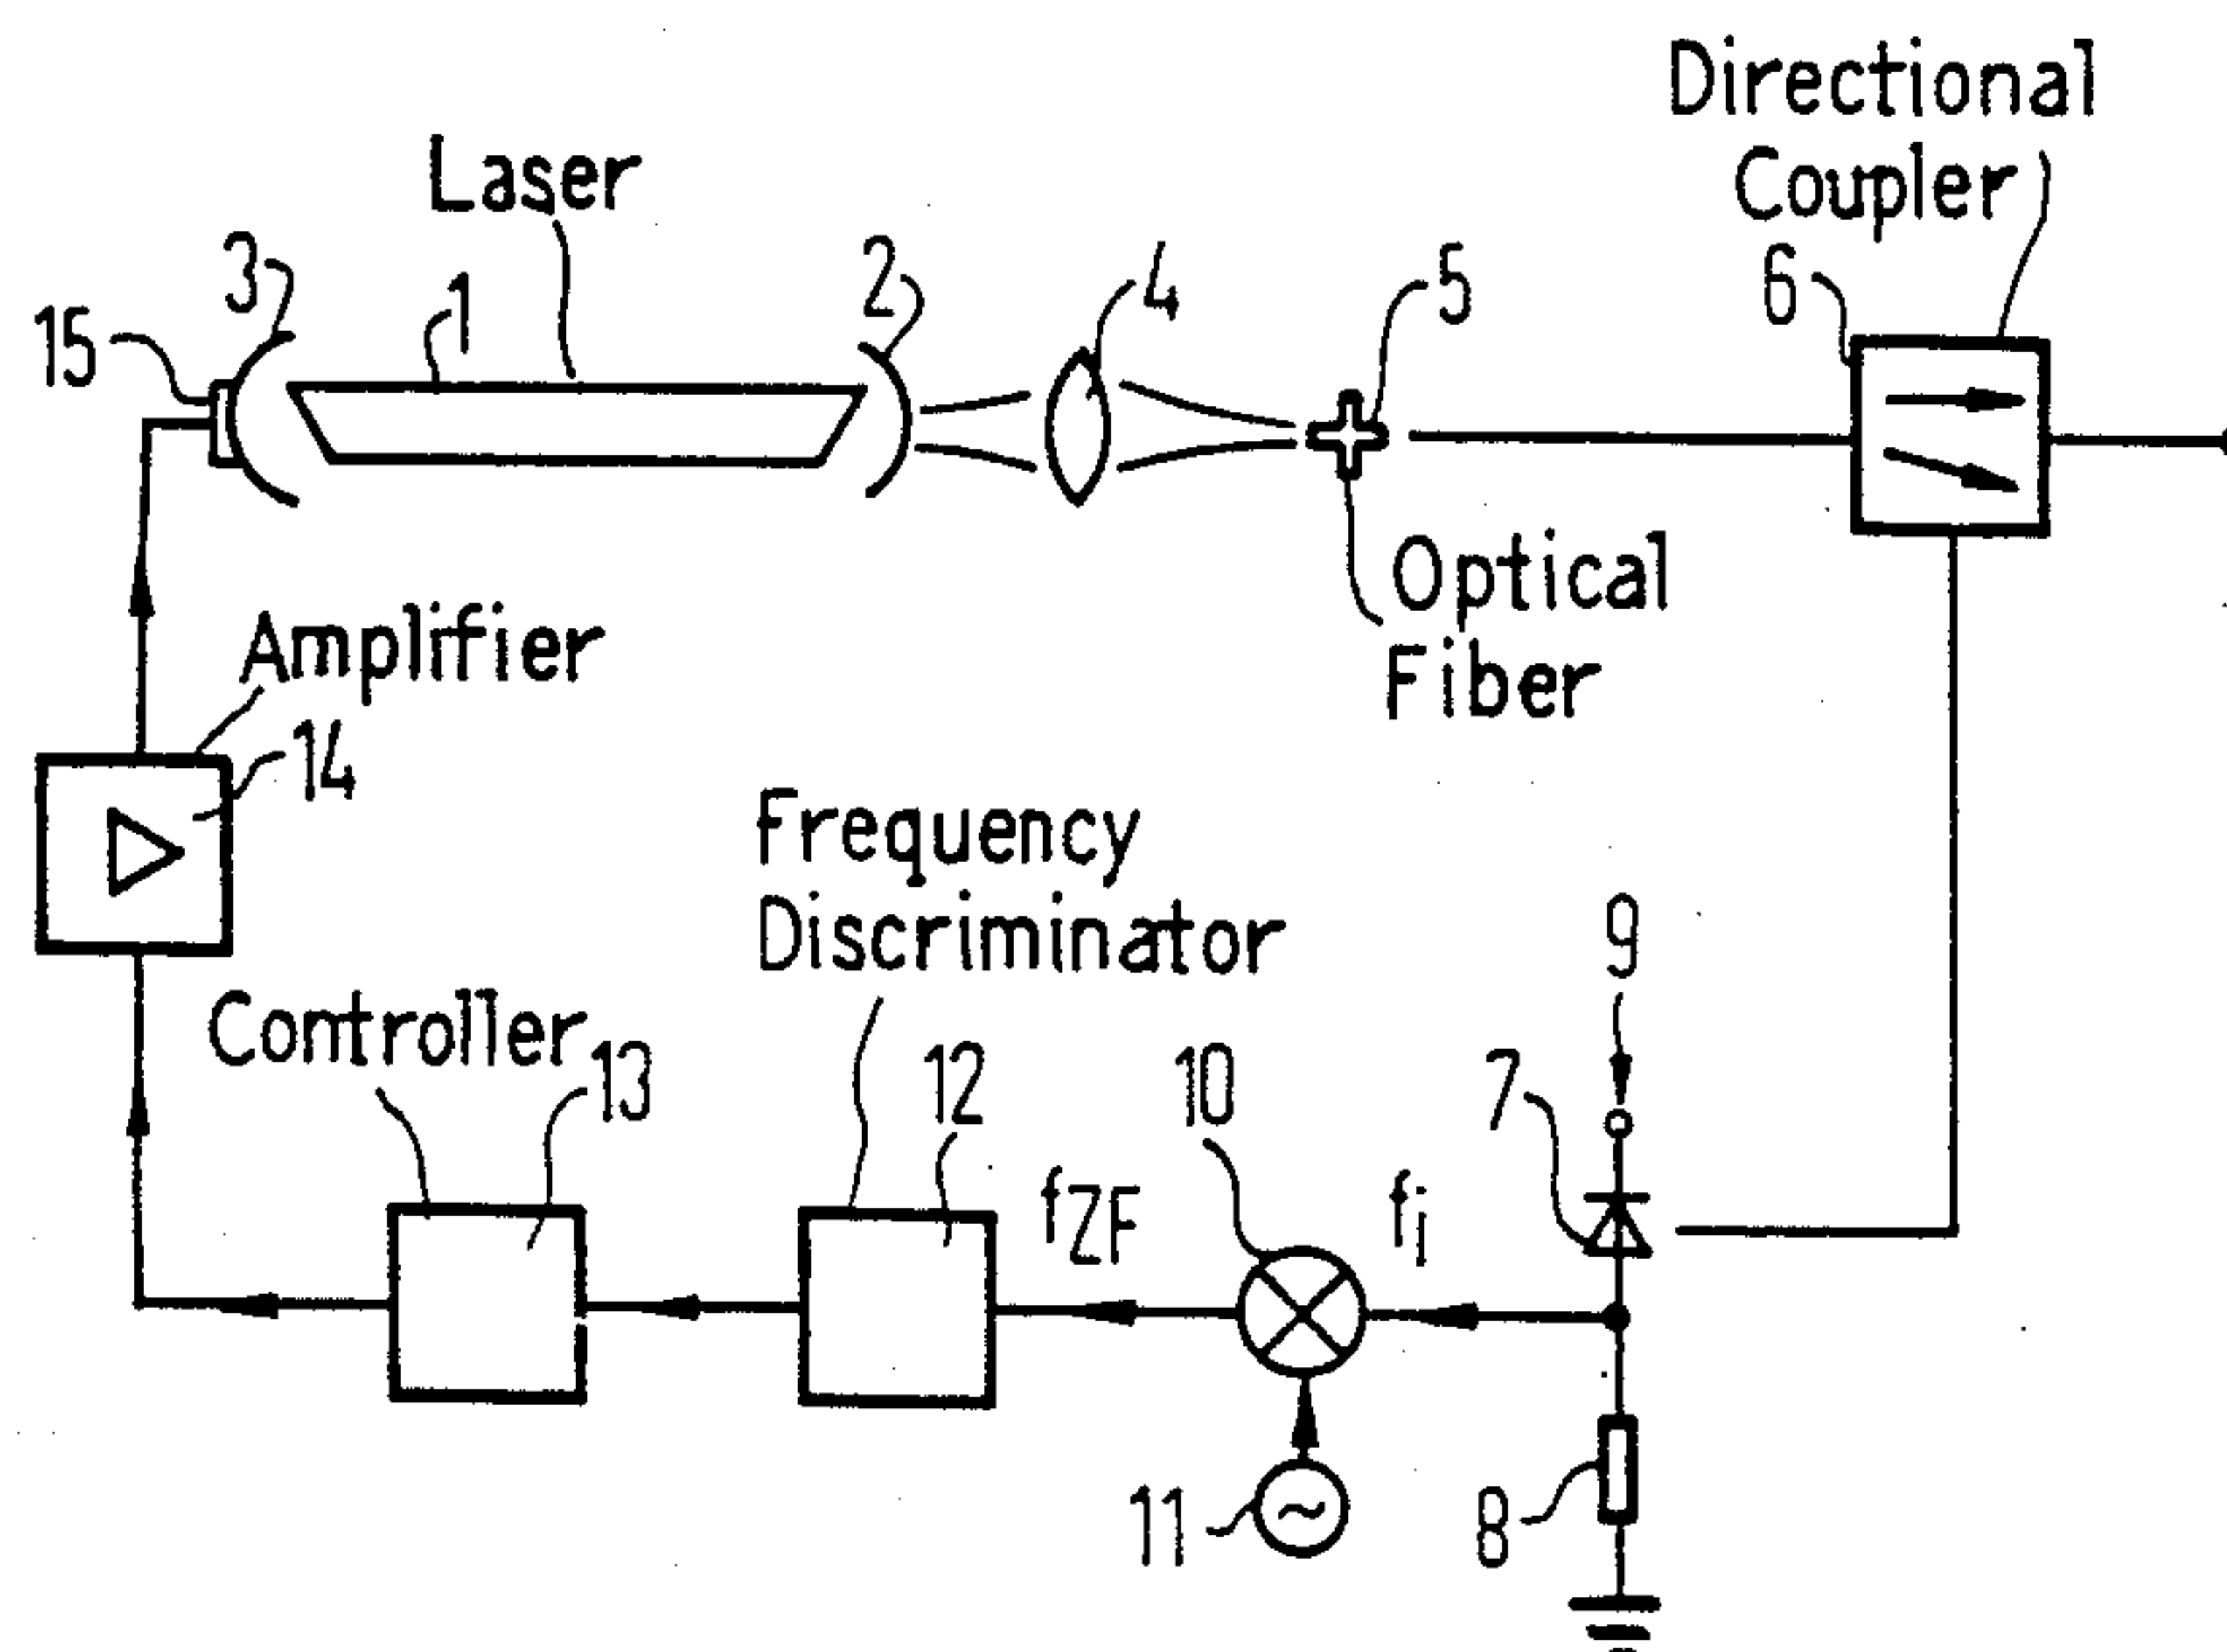 Directional
Coupler
Laser
3
1
2
4
5
6
15
Optical
Fiber
Amplifier
14
Frequency
Discriminator
9
Controller
13
12
10
7
fZF
fi
11
8